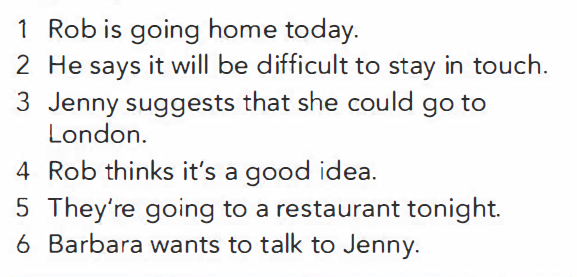 1 Rob is going home today.
2 He says it will be difficult to stay in touch.
3 Jenny suggests that she could go to
London.
4 Rob thinks it's a good idea.
5 They're going to a restaurant tonight.
6 Barbara wants to talk to Jenny.